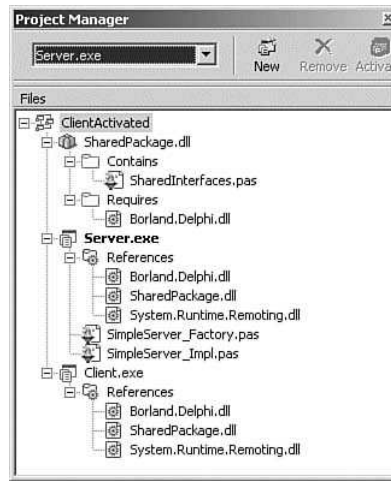 Project Manager
Server.exe
New Remove Activa
Files
ClientActivated
SharedPackage.dll
Contains
SharedInterfaces.pas
Requires
Borland.Delphi.dll
Server.exe
References
Borland.Delphi.dll
SharedPackage.dll
System.Runtime.Remoting.dll
SimpleServer_Factory.pas
SimpleServer_Impl.pas
Client.exe
References
Borland.Delphi.dll
SharedPackage.dll
System.Runtime.Remoting.dll